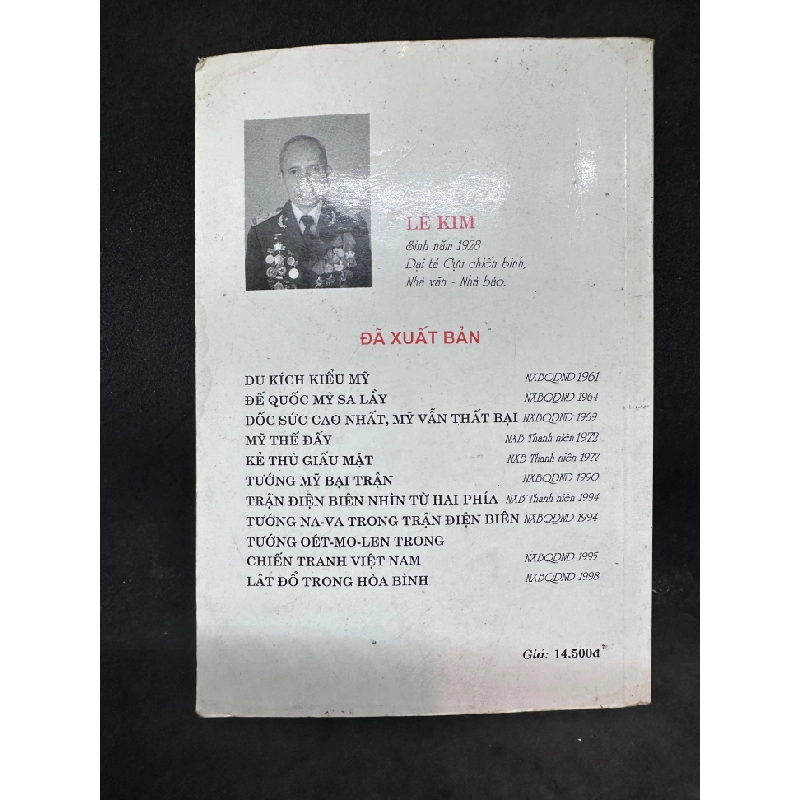 LÊ KIM
Sinh năm 1928
Đại tá Cựu chiến binh,
Nhà văn - Nhà báo.
ĐÃ XUẤT BẢN
DU KÍCH KIỂU MỸ NXBQĐND 1961
ĐẾ QUỐC MỸ SA LẦY NXBQĐND 1964
DỐC SỨC CAO NHẤT, MỸ VẪN THẤT BẠI NXBQĐND 1969
MỸ THẾ ĐẤY NXB Thanh niên 1972
KẺ THÙ GIẤU MẶT NXB Thanh niên 1977
TƯỚNG MỸ BẠI TRẬN NXBQĐND 1990
TRẬN ĐIỆN BIÊN NHÌN TỪ HAI PHÍA NXB Thanh niên 1994
TƯỚNG NA-VA TRONG TRẬN ĐIỆN BIÊN NXBQĐND 1994
TƯỚNG OÉT-MO-LEN TRONG
CHIẾN TRANH VIỆT NAM NXBQĐND 1995
LẬT ĐỔ TRONG HÒA BÌNH NXBQĐND 1998
Giá: 14.500đ